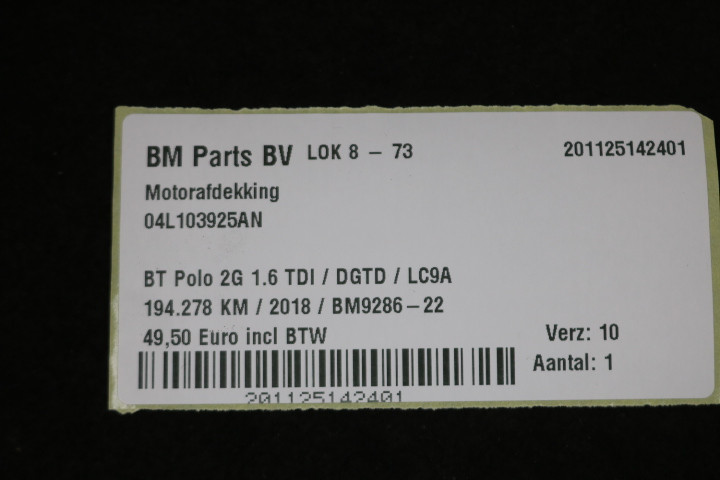 BM Parts BV LOK 8 - 73 201125142401
Motorafdekking
04L103925AN
BT Polo 2G 1.6 TDI / DGTD / LC9A
194.278 KM / 2018 / BM9286-22
49,50 Euro incl BTW Verz: 10
Aantal: 1
201125142401